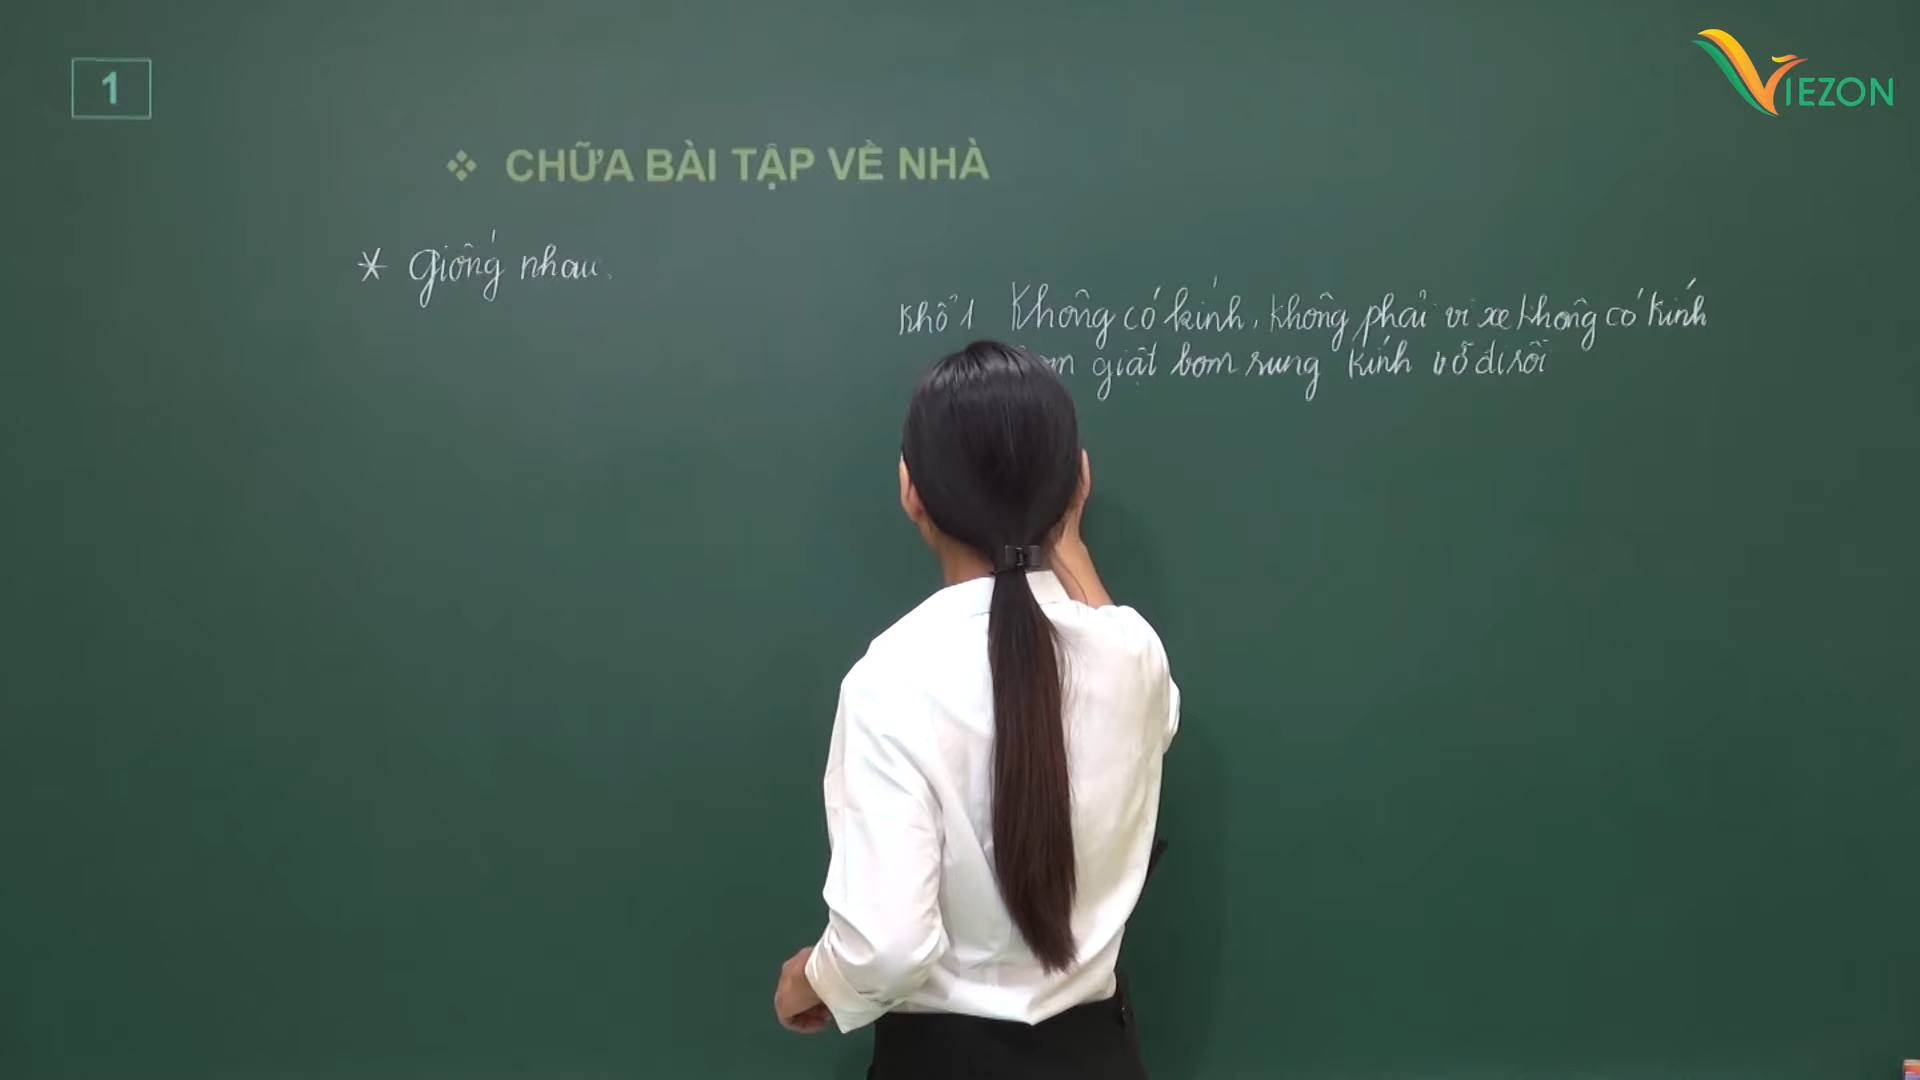 1
VIEZON
❖ CHỮA BÀI TẬP VỀ NHÀ
* Giống nhau.
Khổ 1 Không có kính, không phải vì xe không có kính
giật bom rung kính vỡ đi rồi